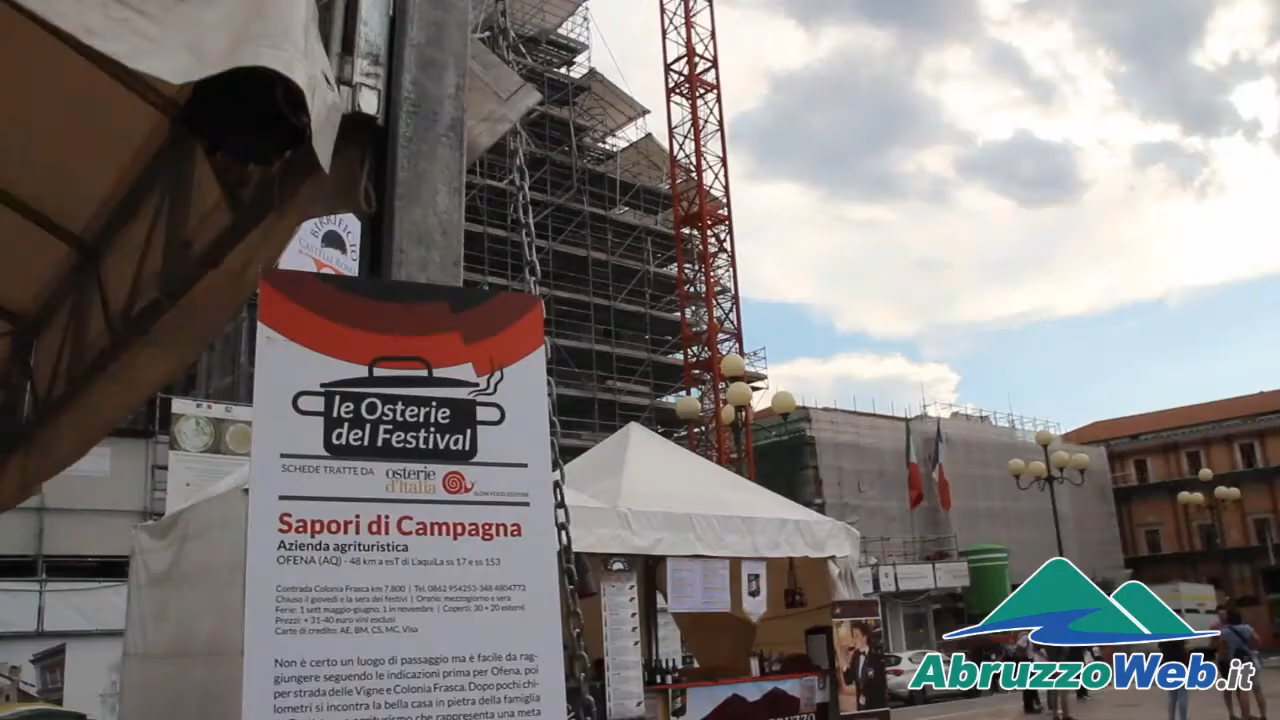 BIRRIFICIO
le Osterie
del Festival
SCHEDE TRATTE DA
osterie
d'Italia
SLOW FOOD EDITORE
Sapori di Campagna
Azienda agrituristica
OFENA (AQ) - 48 km a esT di L'aquiLa ss 17 e ss 153
Contrada Colonia Frasca km 7,800 | Tel. 0862 954253-348 4804773
Chiuso il giovedì e la sera dei festivi | Orario: mezzogiorno e sera
Ferie: 1 sett maggio-giugno, 1 in novembre | Coperti: 30 + 20 esterni
Prezzi: + 31-40 euro vini esclusi
Carte di credito: AE, BM, CS, MC, Visa
Non è certo un luogo di passaggio ma è facile da rag-
giungere seguendo le indicazioni prima per Ofena, poi
per strada delle Vigne e Colonia Frasca. Dopo pochi chi-
lometri si incontra la bella casa in pietra della famiglia
agriturismo che rappresenta una meta
AbruzzoWeb.it